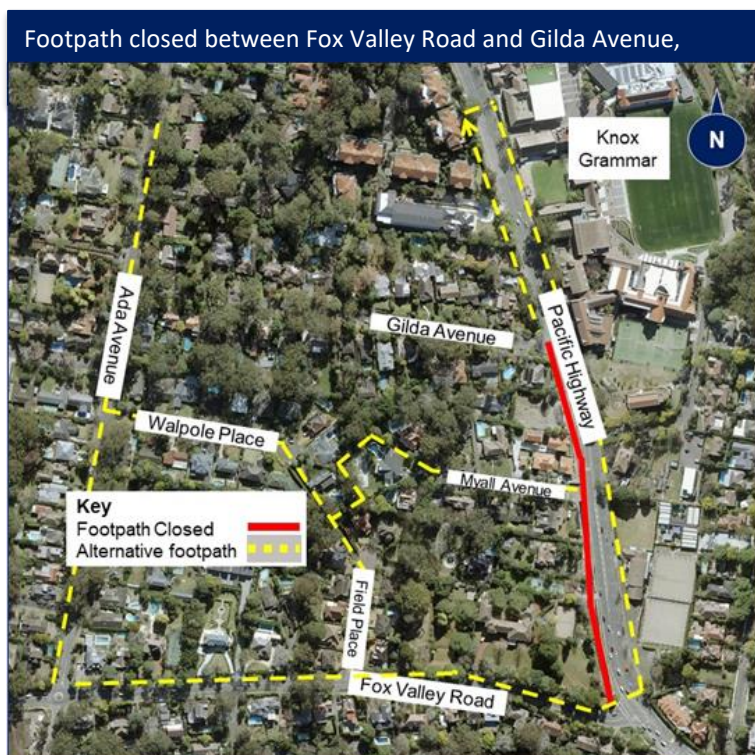 Footpath closed between Fox Valley Road and Gilda Avenue,
Knox
Grammar
N
Ada Avenue
Gilda Avenue
Pacific Highway
Walpole Place
Myall Avenue
Key
Footpath Closed
Alternative footpath
Field Place
Fox Valley Road